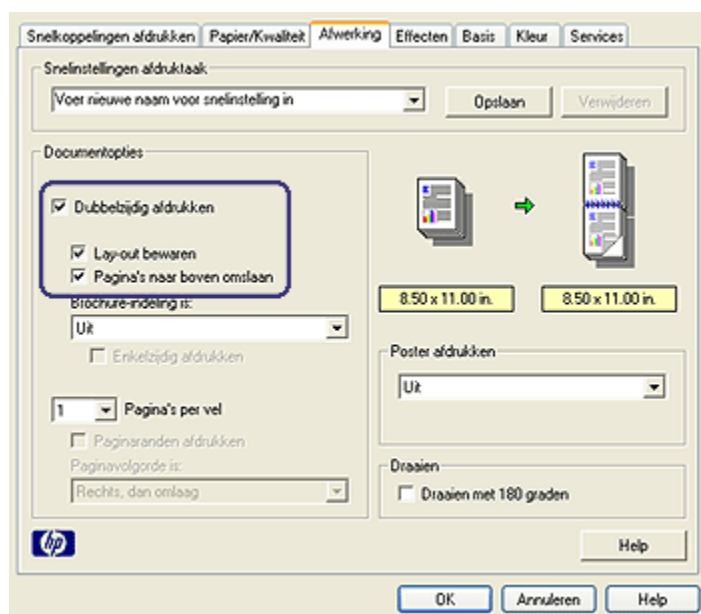 Snelkoppelingen afdrukken Papier/Kwaliteit Afwerking Effecten Basis Kleur Services
Snelinstellingen afdruktaak
Voer nieuwe naam voor snelinstelling in Opslaan Verwijderen
Documentopties
Dubbelzijdig afdrukken
Lay-out bewaren
Pagina's naar boven omslaan
8.50 x 11.00 in. 8.50 x 11.00 in.
Brochure-indeling is:
Uit
Enkelzijdig afdrukken
Poster afdrukken
Uit
1 Pagina's per vel
Paginaranden afdrukken
Paginavolgorde is:
Rechts, dan omlaag
Draaien
Draaien met 180 graden
hp Help
OK Annuleren Help